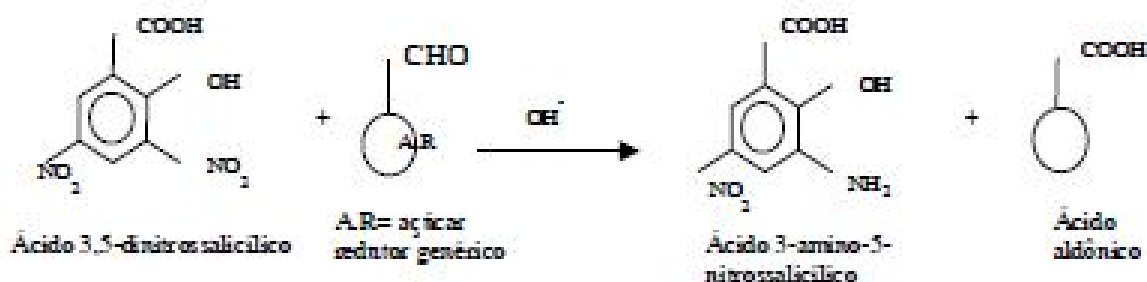 COOH
OH
NO2
NO2
+
CHO
A.R
OH-
COOH
OH
NO2
NH2
+
COOH
Ácido 3,5-dinitrossalicílico
A.R= açúcar
redutor genérico
Ácido 3-amino-5-
nitrossalicílico
Ácido
aldônico